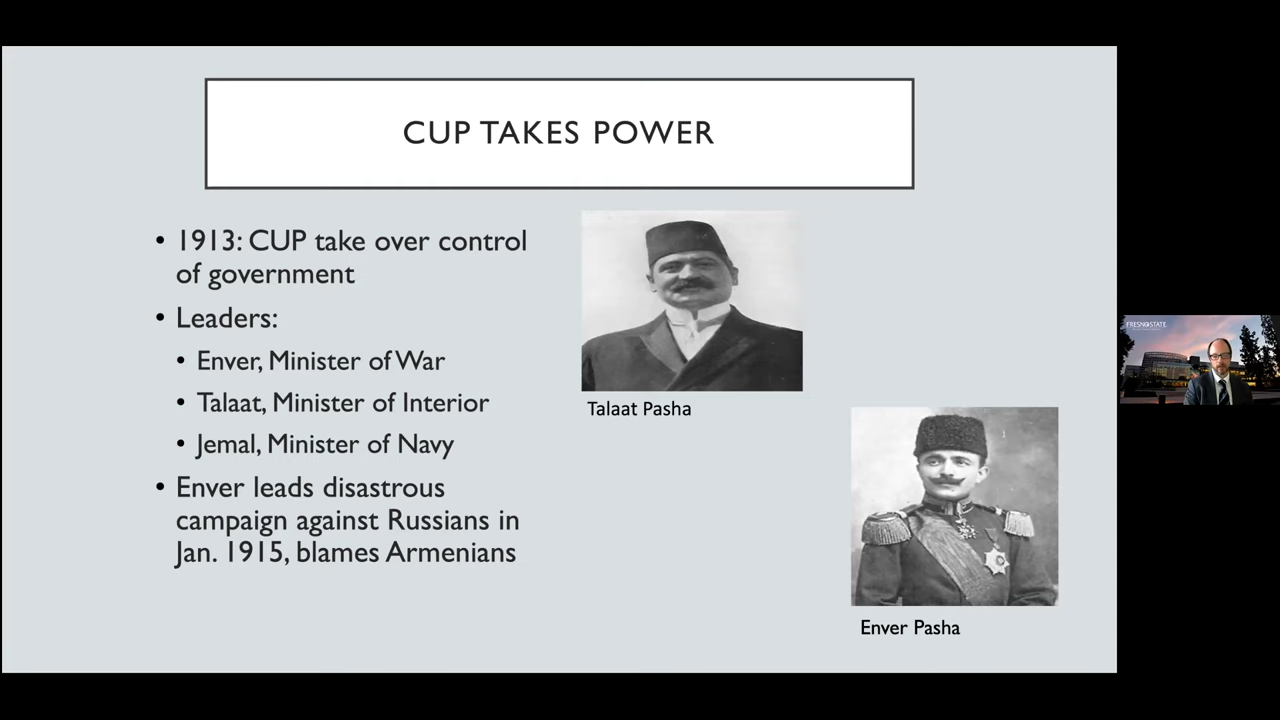 CUP TAKES POWER
• 1913: CUP take over control
of government
• Leaders:
• Enver, Minister of War
• Talaat, Minister of Interior
• Jemal, Minister of Navy
• Enver leads disastrous
campaign against Russians in
Jan. 1915, blames Armenians
Talaat Pasha
Enver Pasha
FRESNO STATE